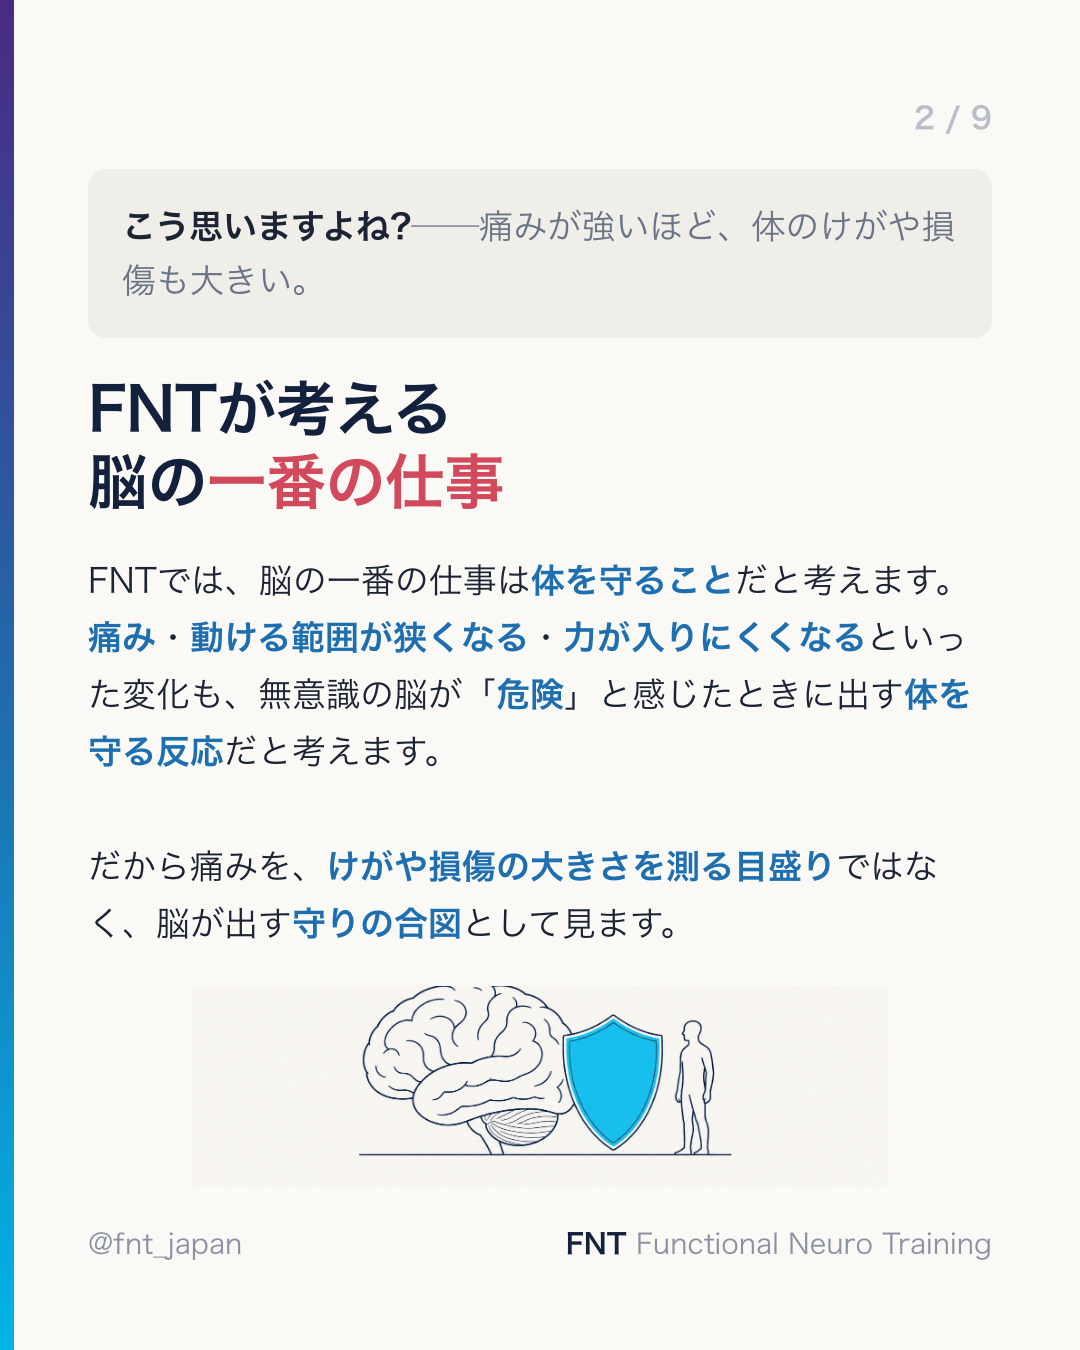 2 / 9
こう思いますよね?——痛みが強いほど、体のけがや損
傷も大きい。
FNTが考える
脳の一番の仕事
FNTでは、脳の一番の仕事は体を守ることだと考えます。
痛み・動ける範囲が狭くなる・力が入りにくくなるといっ
た変化も、無意識の脳が「危険」と感じたときに出す体を
守る反応だと考えます。
だから痛みを、けがや損傷の大きさを測る目盛りではな
く、脳が出す守りの合図として見ます。
@fnt_japan
FNT Functional Neuro Training